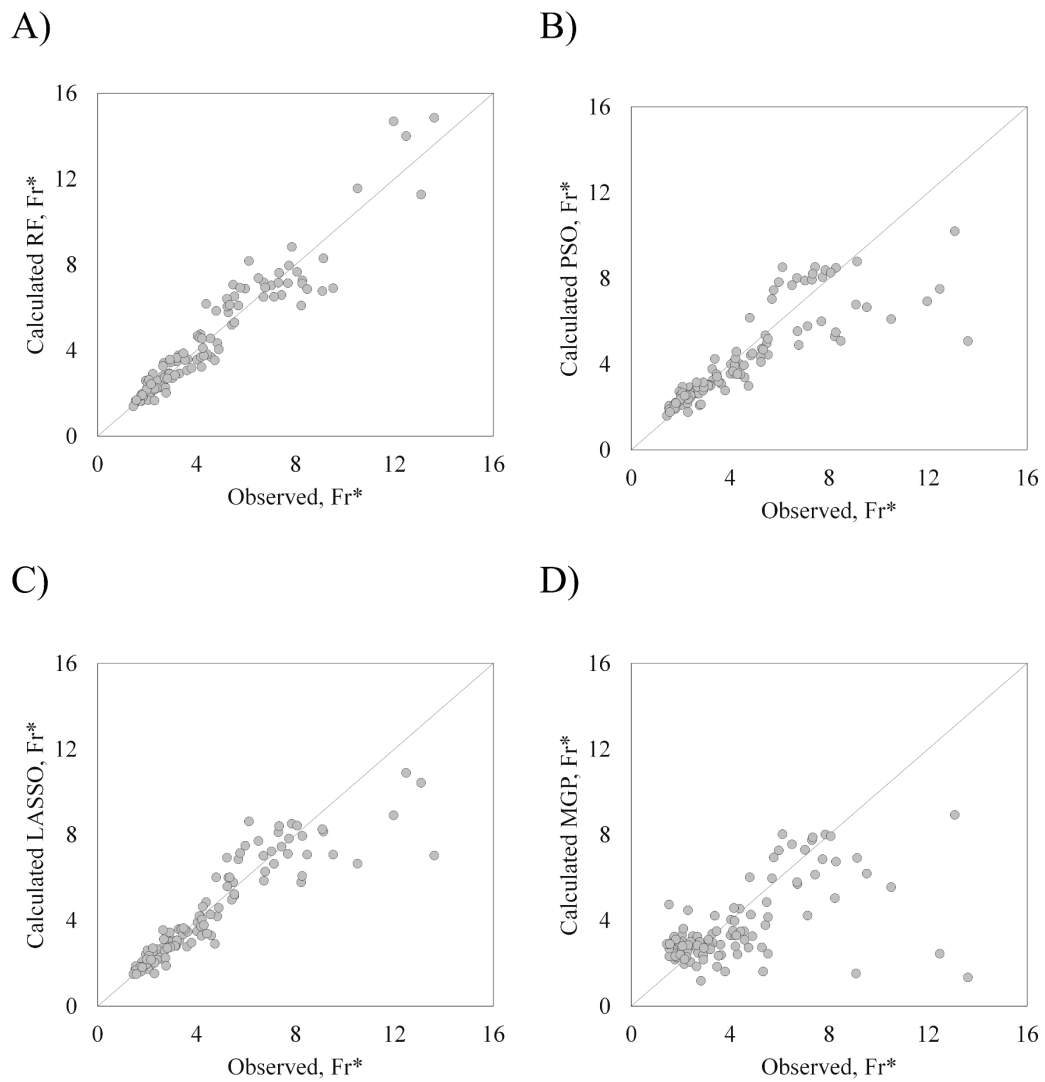 A)
16
12
8
4
0
0 4 8 12 16
Calculated RF, Fr*
Observed, Fr*
B)
16
12
8
4
0
0 4 8 12 16
Calculated PSO, Fr*
Observed, Fr*
C)
16
12
8
4
0
0 4 8 12 16
Calculated LASSO, Fr*
Observed, Fr*
D)
16
12
8
4
0
0 4 8 12 16
Calculated MGP, Fr*
Observed, Fr*